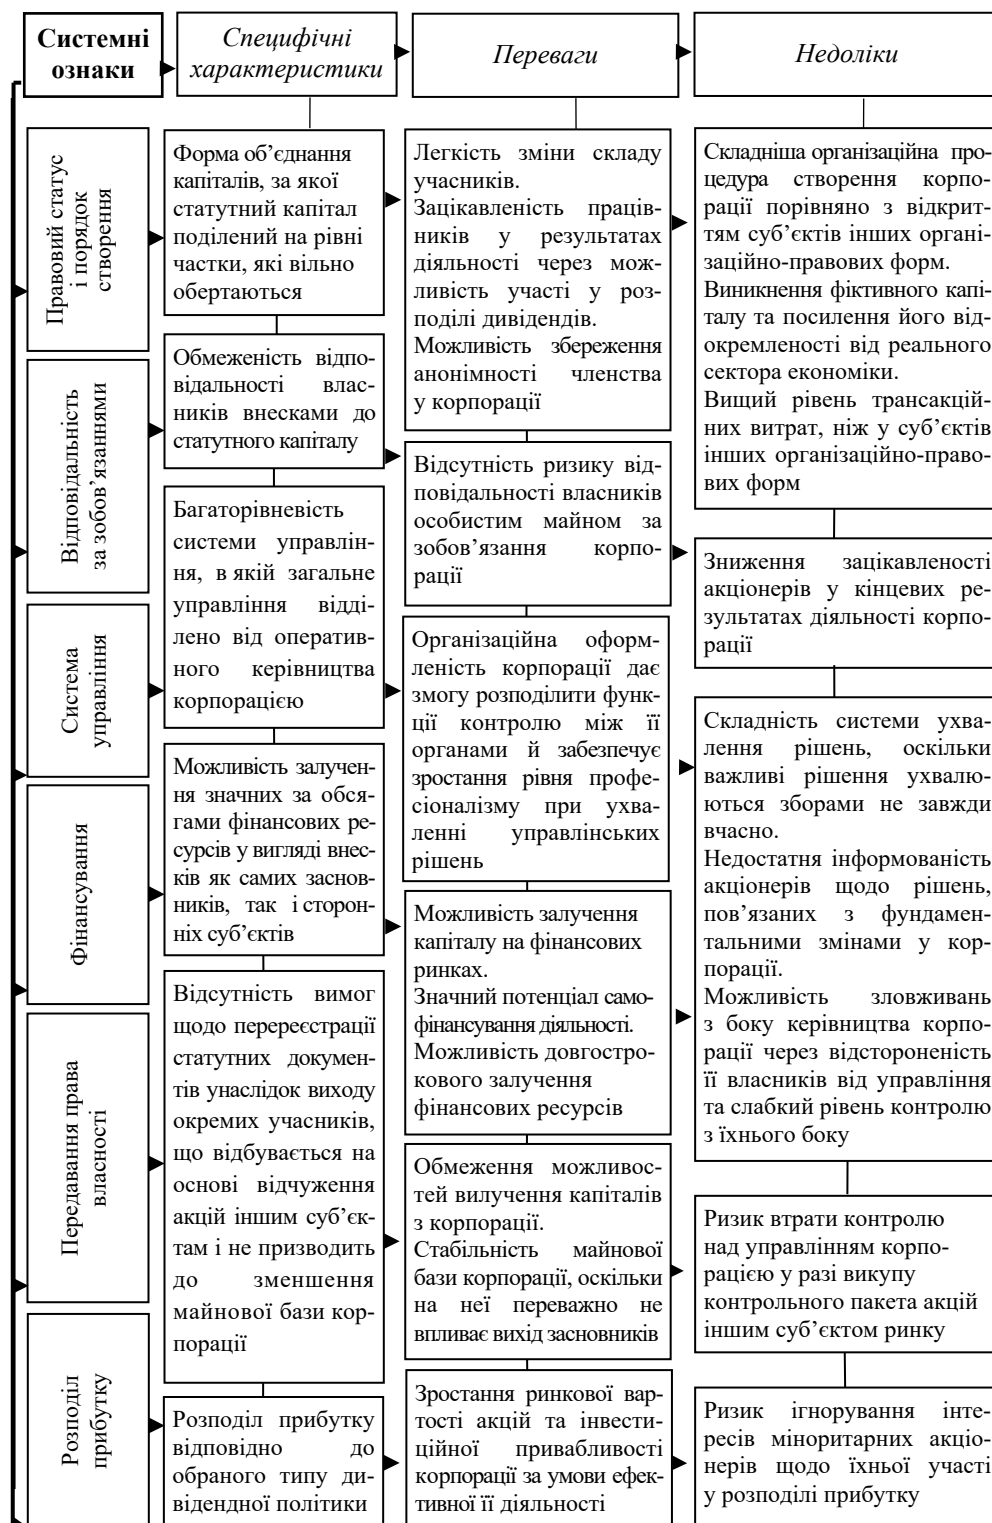 Системні
ознаки
Специфічні
характеристики
Переваги
Недоліки
Правовий статус
і порядок
створення
Форма об’єднання
капіталів, за якої
статутний капітал
поділений на рівні
частки, які вільно
обертаються
Легкість зміни складу
учасників.
Зацікавленість праців-
ників у результатах
діяльності через мож-
ливість участі у роз-
поділі дивідендів.
Можливість збереження
анонімності членства
у корпорації
Складніша організаційна про-
цедура створення корпо-
рації порівняно з відкрит-
тям суб’єктів інших органі-
заційно-правових форм.
Виникнення фіктивного капі-
талу та посилення його від-
окремленості від реального
сектора економіки.
Вищий рівень трансакцій-
них витрат, ніж у суб’єктів
інших організаційно-пра-
вових форм
Відповідальність
за зобов’язаннями
Обмеженість відпо-
відальності влас-
ників внесками до
статутного капіталу
Відсутність ризику від-
повідальності власників
особистим майном за
зобов’язання корпо-
рації
Зниження зацікавленості
акціонерів у кінцевих ре-
зультатах діяльності корпо-
рації
Система
управління
Багаторівневість
системи управлін-
ня, в якій загальне
управління відді-
лено від оператив-
ного керівництва
корпорацією
Організаційна оформ-
леність корпорації дає
змогу розподілити функ-
ції контролю між її
органами й забезпечує
зростання рівня профе-
сіоналізму при ухва-
ленні управлінських
рішень
Складність системи ухва-
лення рішень, оскільки
важливі рішення ухвалю-
ються зборами не завжди
вчасно.
Недостатня інформованість
акціонерів щодо рішень,
пов’язаних з фундамен-
тальними змінами у кор-
порації.
Можливість зловживань
з боку керівництва корпо-
рації через відстороненість
її власників від управління
та слабкий рівень контролю
з їхнього боку
Фінансування
Можливість залучен-
ня значних за обся-
гами фінансових ре-
сурсів у вигляді внес-
ків як самих заснов-
ників, так і сторон-
ніх суб’єктів
Можливість залучення
капіталу на фінансових
ринках.
Значний потенціал само-
фінансування діяльності.
Можливість довгостро-
кового залучення
фінансових ресурсів
Передавання права
власності
Відсутність вимог
щодо перереєстрації
статутних докумен-
тів унаслідок виходу
окремих учасників,
що відбувається на
основі відчуження
акцій іншим суб’єк-
там і не призводить
до зменшення
майнової бази кор-
порації
Обмеження можливос-
тей вилучення капіталів
з корпорації.
Стабільність майнової
бази корпорації, оскільки
на неї переважно не
впливає вихід засновників
Ризик втрати контролю
над управлінням корпо-
рацією у разі викупу
контрольного пакета акцій
іншим суб’єктом ринку
Розподіл
прибутку
Розподіл прибутку
відповідно до
обраного типу ди-
відендної політики
Зростання ринкової вар-
тості акцій та інвести-
ційної привабливості
корпорації за умови ефек-
тивної її діяльності
Ризик ігнорування інте-
ресів міноритарних акціо-
нерів щодо їхньої участі
у розподілі прибутку